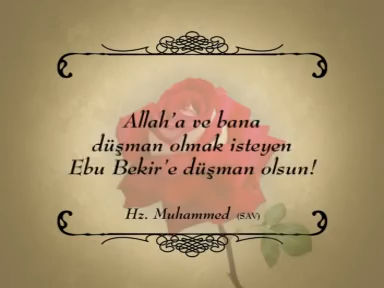 Allah'a ve bana
düşman olmak isteyen
Ebu Bekir'e düşman olsun!
Hz. Muhammed (SAV)